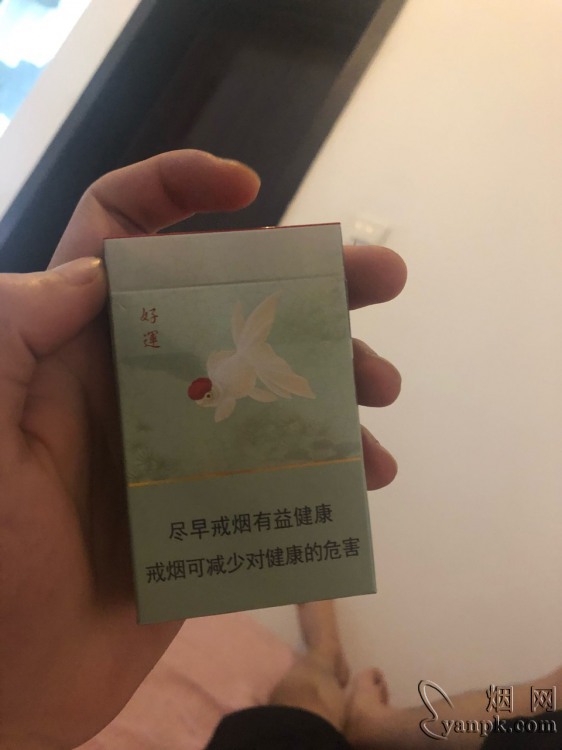 好
運
尽早戒烟有益健康
戒烟可减少对健康的危害
烟网
yanpk.com